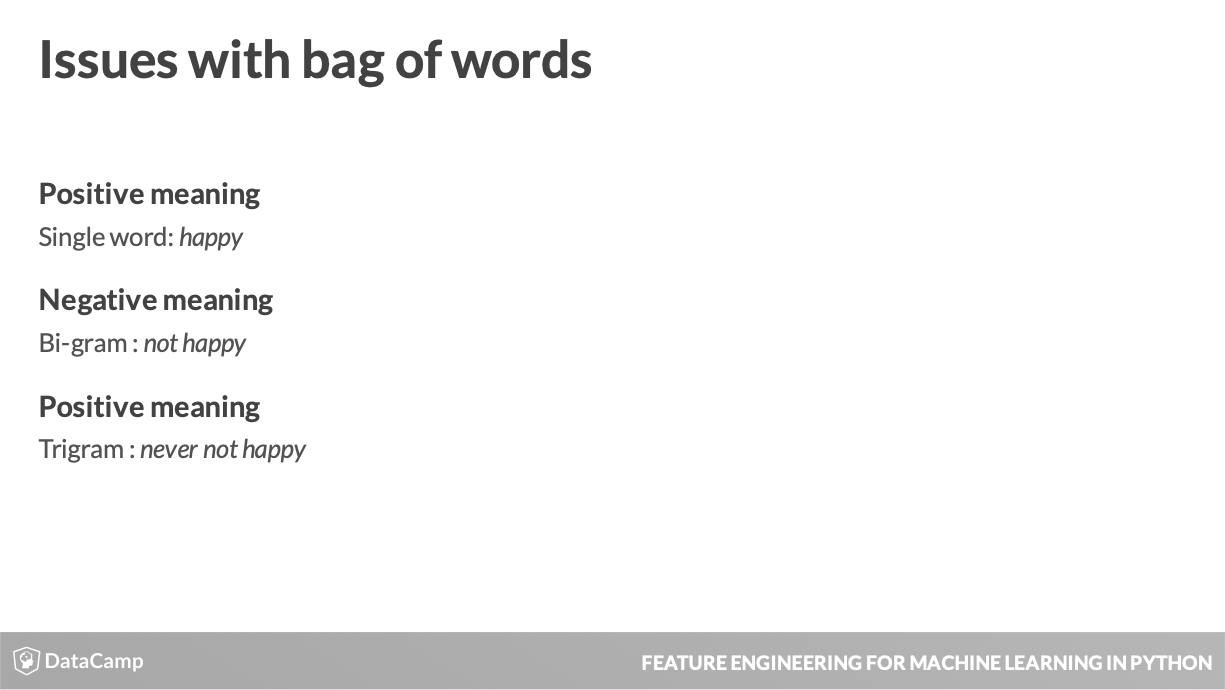 Issues with bag of words
Positive meaning
Single word: happy
Negative meaning
Bi-gram : not happy
Positive meaning
Trigram : never not happy
DataCamp
FEATURE ENGINEERING FOR MACHINE LEARNING IN PYTHON